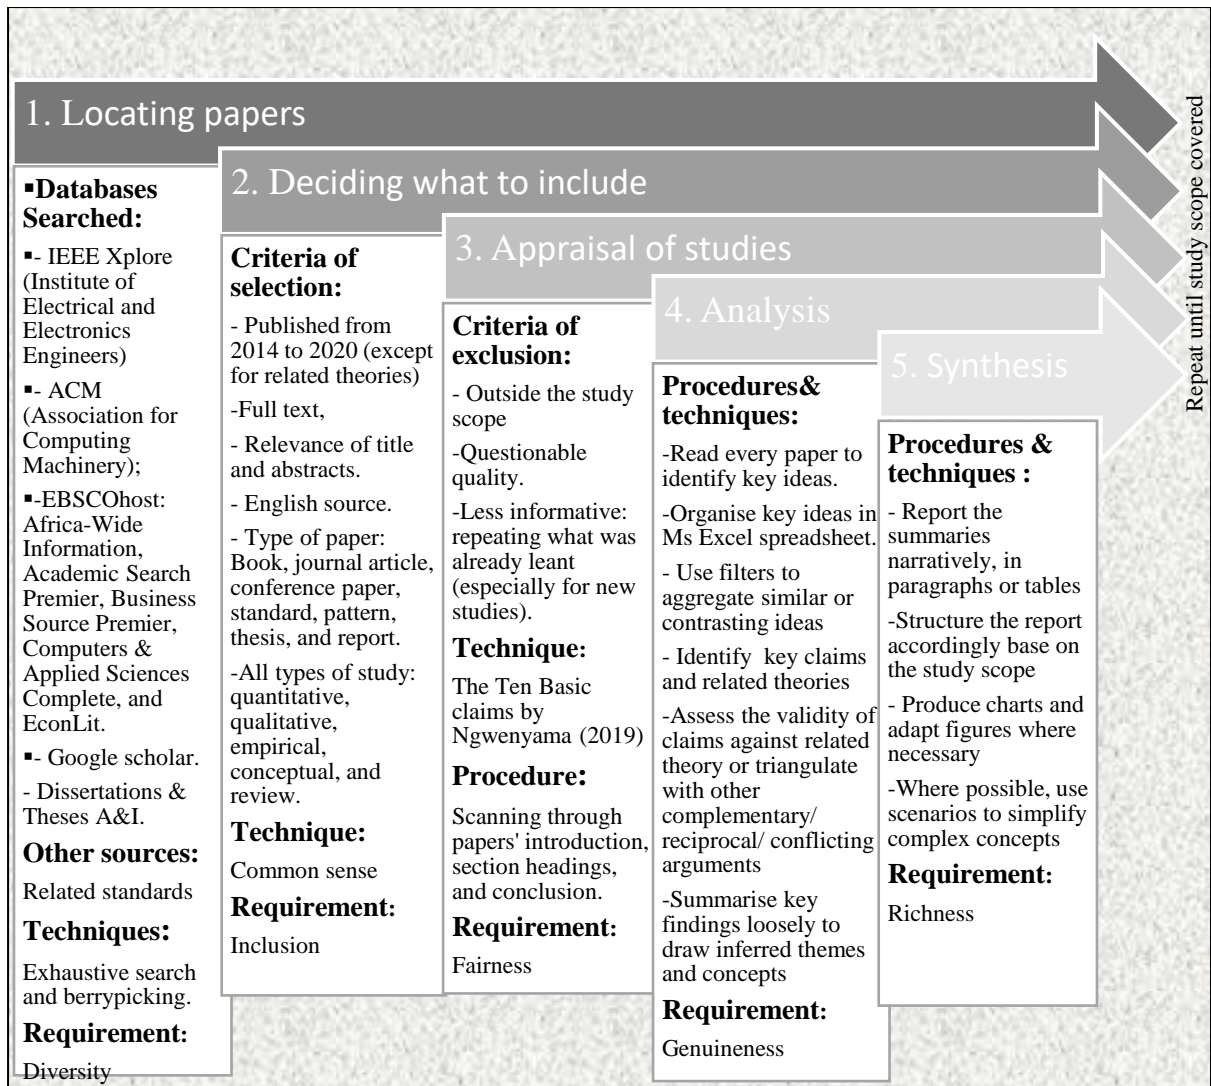 1. Locating papers
▪Databases
Searched:
▪- IEEE Xplore
(Institute of
Electrical and
Electronics
Engineers)
▪- ACM
(Association for
Computing
Machinery);
▪-EBSCOhost:
Africa-Wide
Information,
Academic Search
Premier, Business
Source Premier,
Computers &
Applied Sciences
Complete, and
EconLit.
▪- Google scholar.
- Dissertations &
Theses A&I.
Other sources:
Related standards
Techniques:
Exhaustive search
and berrypicking.
Requirement:
Diversity
2. Deciding what to include
Criteria of
selection:
- Published from
2014 to 2020 (except
for related theories)
-Full text,
- Relevance of title
and abstracts.
- English source.
- Type of paper:
Book, journal article,
conference paper,
standard, pattern,
thesis, and report.
-All types of study:
quantitative,
qualitative,
empirical,
conceptual, and
review.
Technique:
Common sense
Requirement:
Inclusion
3. Appraisal of studies
Criteria of
exclusion:
- Outside the study
scope
-Questionable
quality.
-Less informative:
repeating what was
already leant
(especially for new
studies).
Technique:
The Ten Basic
claims by
Ngwenyama (2019)
Procedure:
Scanning through
papers' introduction,
section headings,
and conclusion.
Requirement:
Fairness
4. Analysis
Procedures&
techniques:
-Read every paper to
identify key ideas.
-Organise key ideas in
Ms Excel spreadsheet.
- Use filters to
aggregate similar or
contrasting ideas
- Identify key claims
and related theories
-Assess the validity of
claims against related
theory or triangulate
with other
complementary/
reciprocal/ conflicting
arguments
-Summarise key
findings loosely to
draw inferred themes
and concepts
Requirement:
Genuineness
5. Synthesis
Procedures &
techniques :
- Report the
summaries
narratively, in
paragraphs or tables
-Structure the report
accordingly base on
the study scope
- Produce charts and
adapt figures where
necessary
-Where possible, use
scenarios to simplify
complex concepts
Requirement:
Richness
Repeat until study scope covered